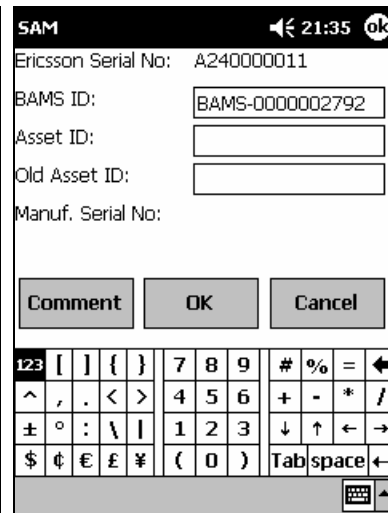 SAM 21:35 ok
Ericsson Serial No: A240000011
BAMS ID: BAMS-0000002792
Asset ID:
Old Asset ID:
Manuf. Serial No:
Comment OK Cancel
123 [ ] { } 7 8 9 # % = ←
^ , . < > 4 5 6 + - * /
± ° : \ | 1 2 3 ↓ ↑ ← →
$ ¢ € £ ¥ ( 0 ) Tab space ←